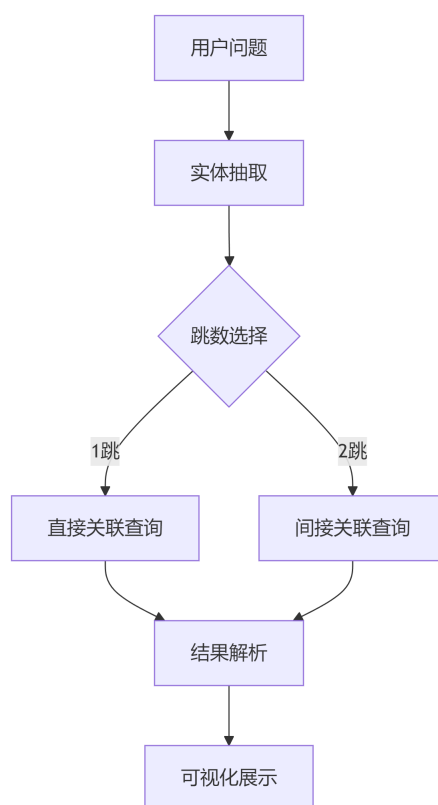 用户问题
实体抽取
跳数选择
1跳
2跳
直接关联查询
间接关联查询
结果解析
可视化展示